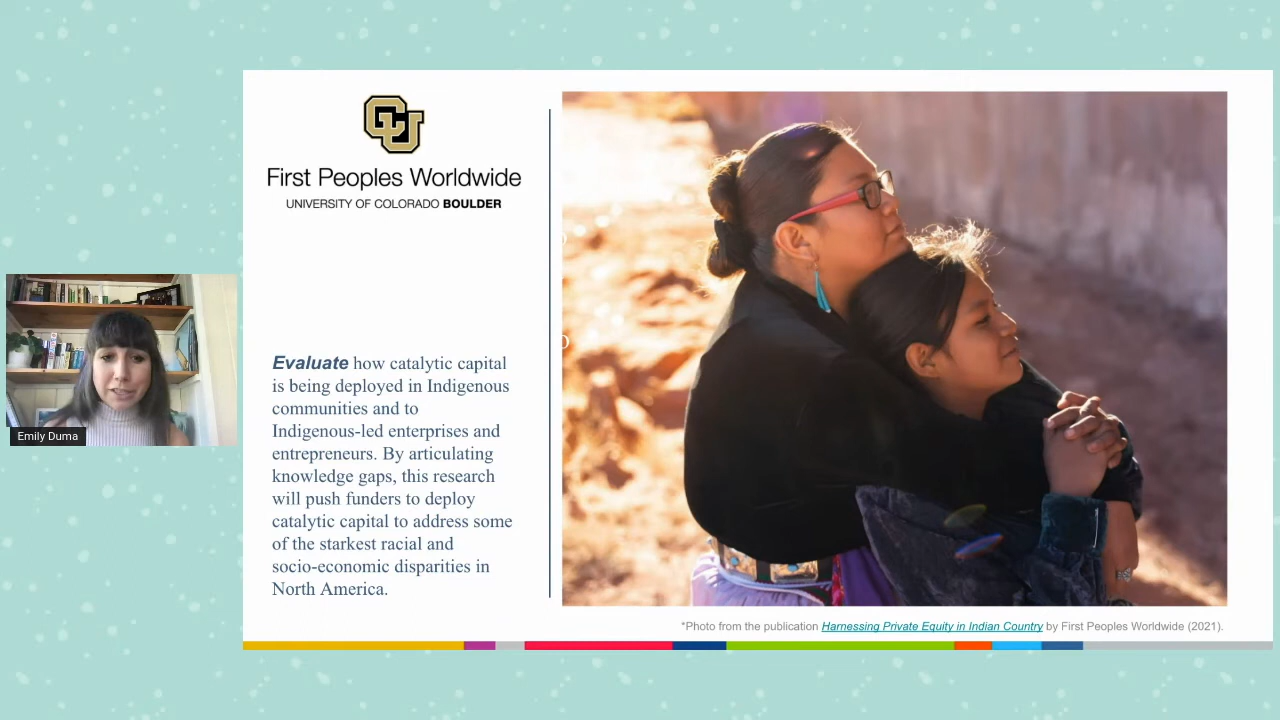 CU
First Peoples Worldwide
UNIVERSITY OF COLORADO BOULDER
Evaluate how catalytic capital
is being deployed in Indigenous
communities and to
Indigenous-led enterprises and
entrepreneurs. By articulating
knowledge gaps, this research
will push funders to deploy
catalytic capital to address some
of the starkest racial and
socio-economic disparities in
North America.
*Photo from the publication Harnessing Private Equity in Indian Country by First Peoples Worldwide (2021).
Emily Duma